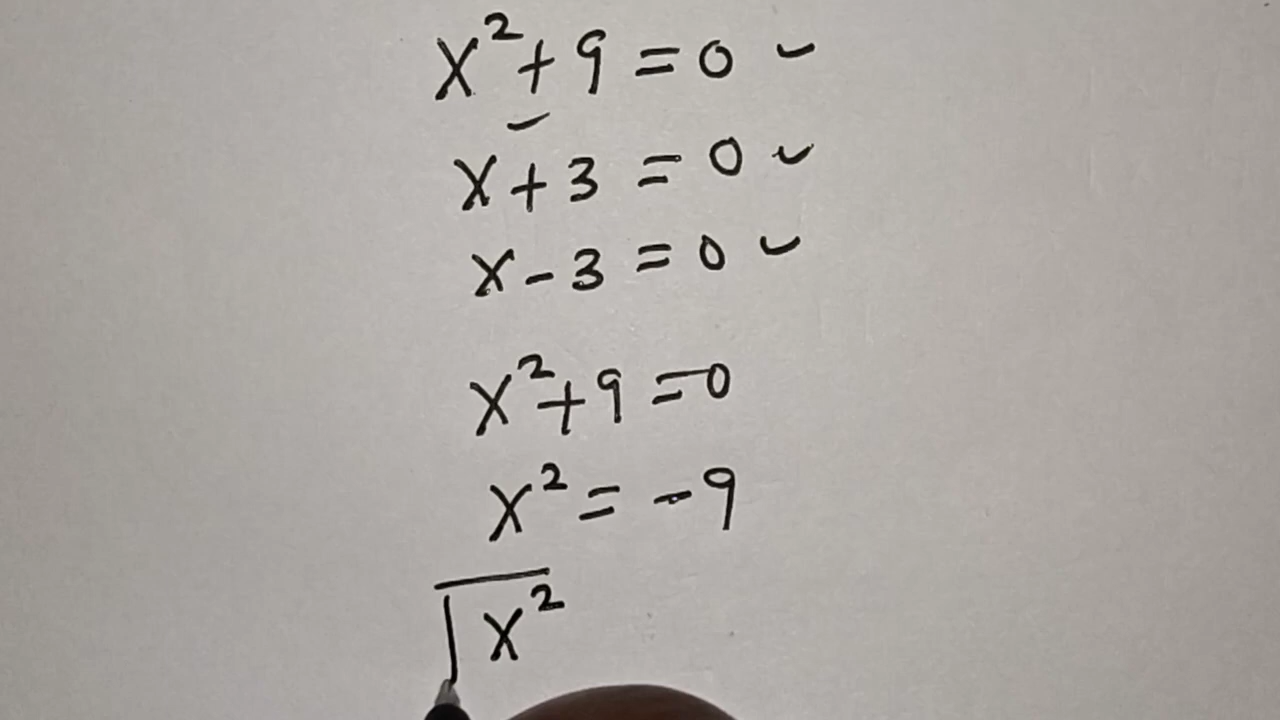 x²+9=0
x+3=0
x-3=0
x²+9=0
x²=-9
√x²